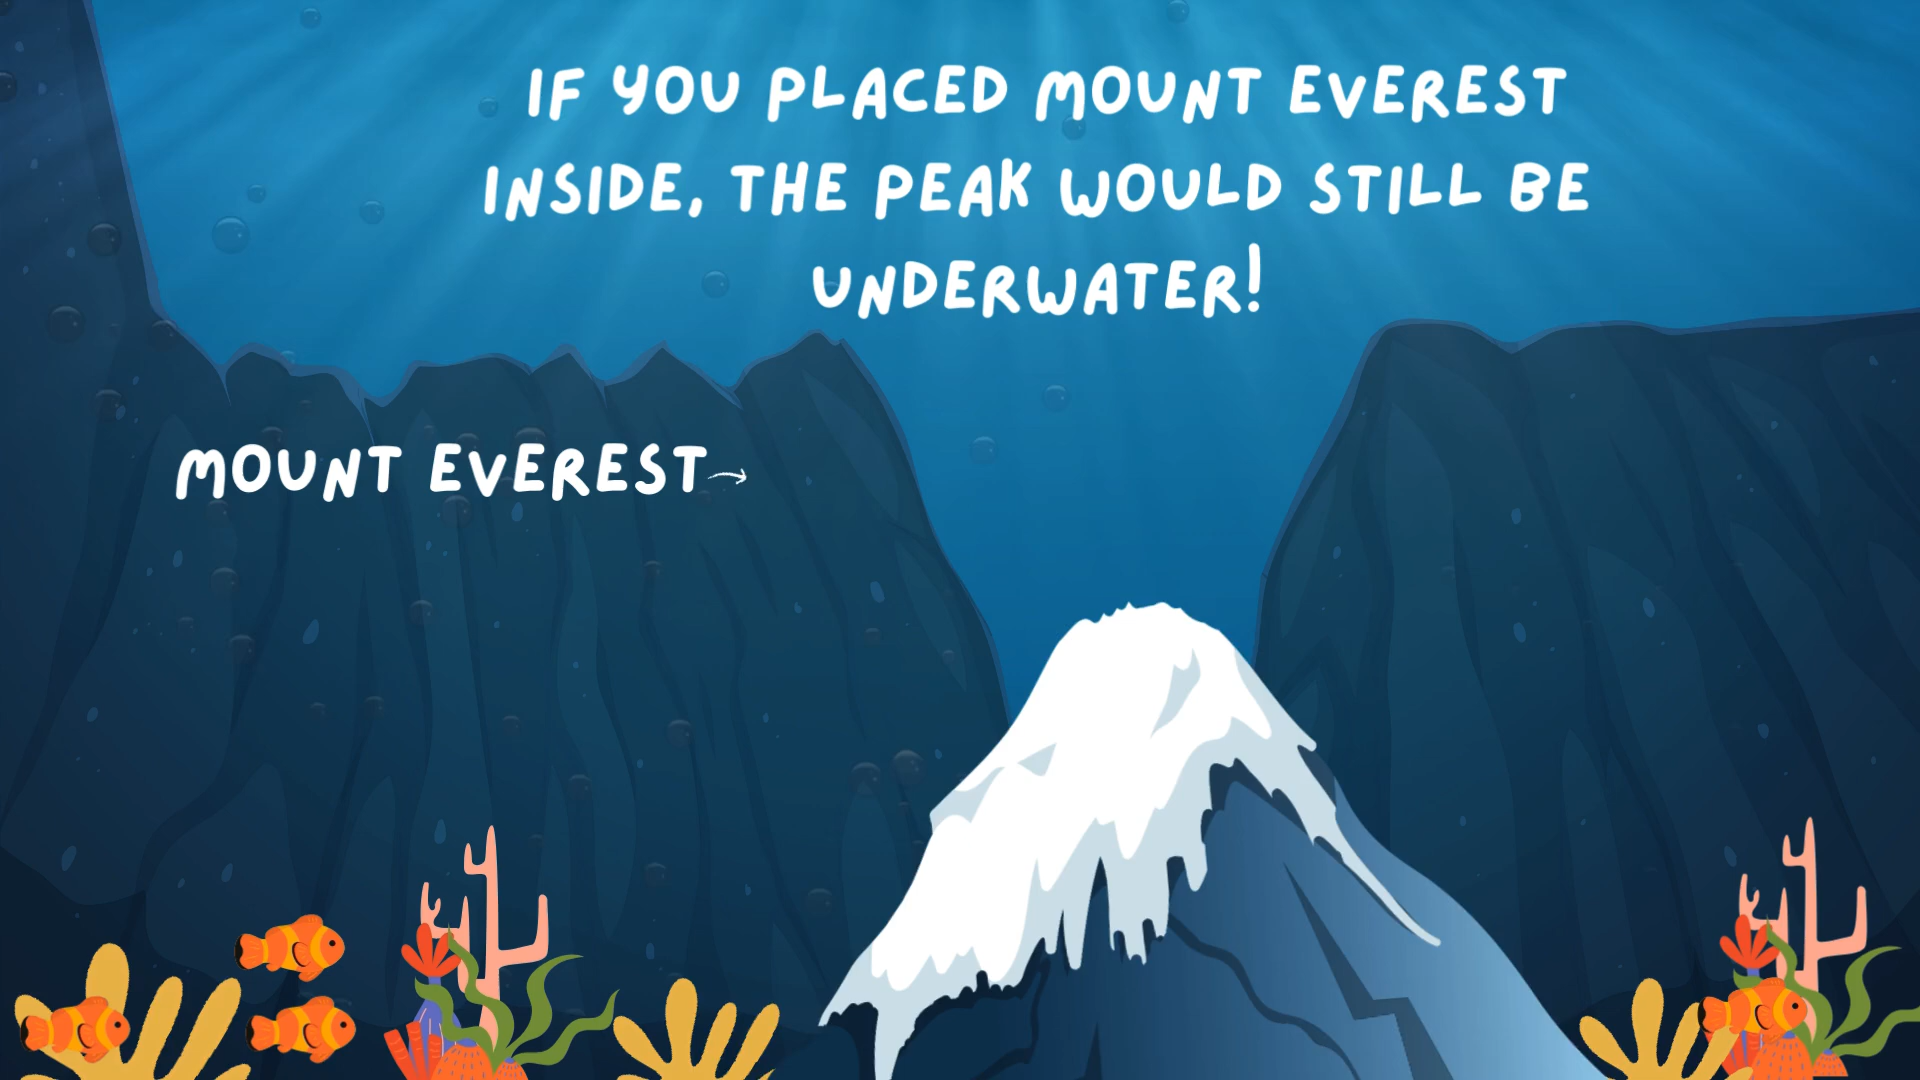 IF YOU PLACED MOUNT EVEREST
INSIDE, THE PEAK WOULD STILL BE
UNDERWATER!
MOUNT EVEREST